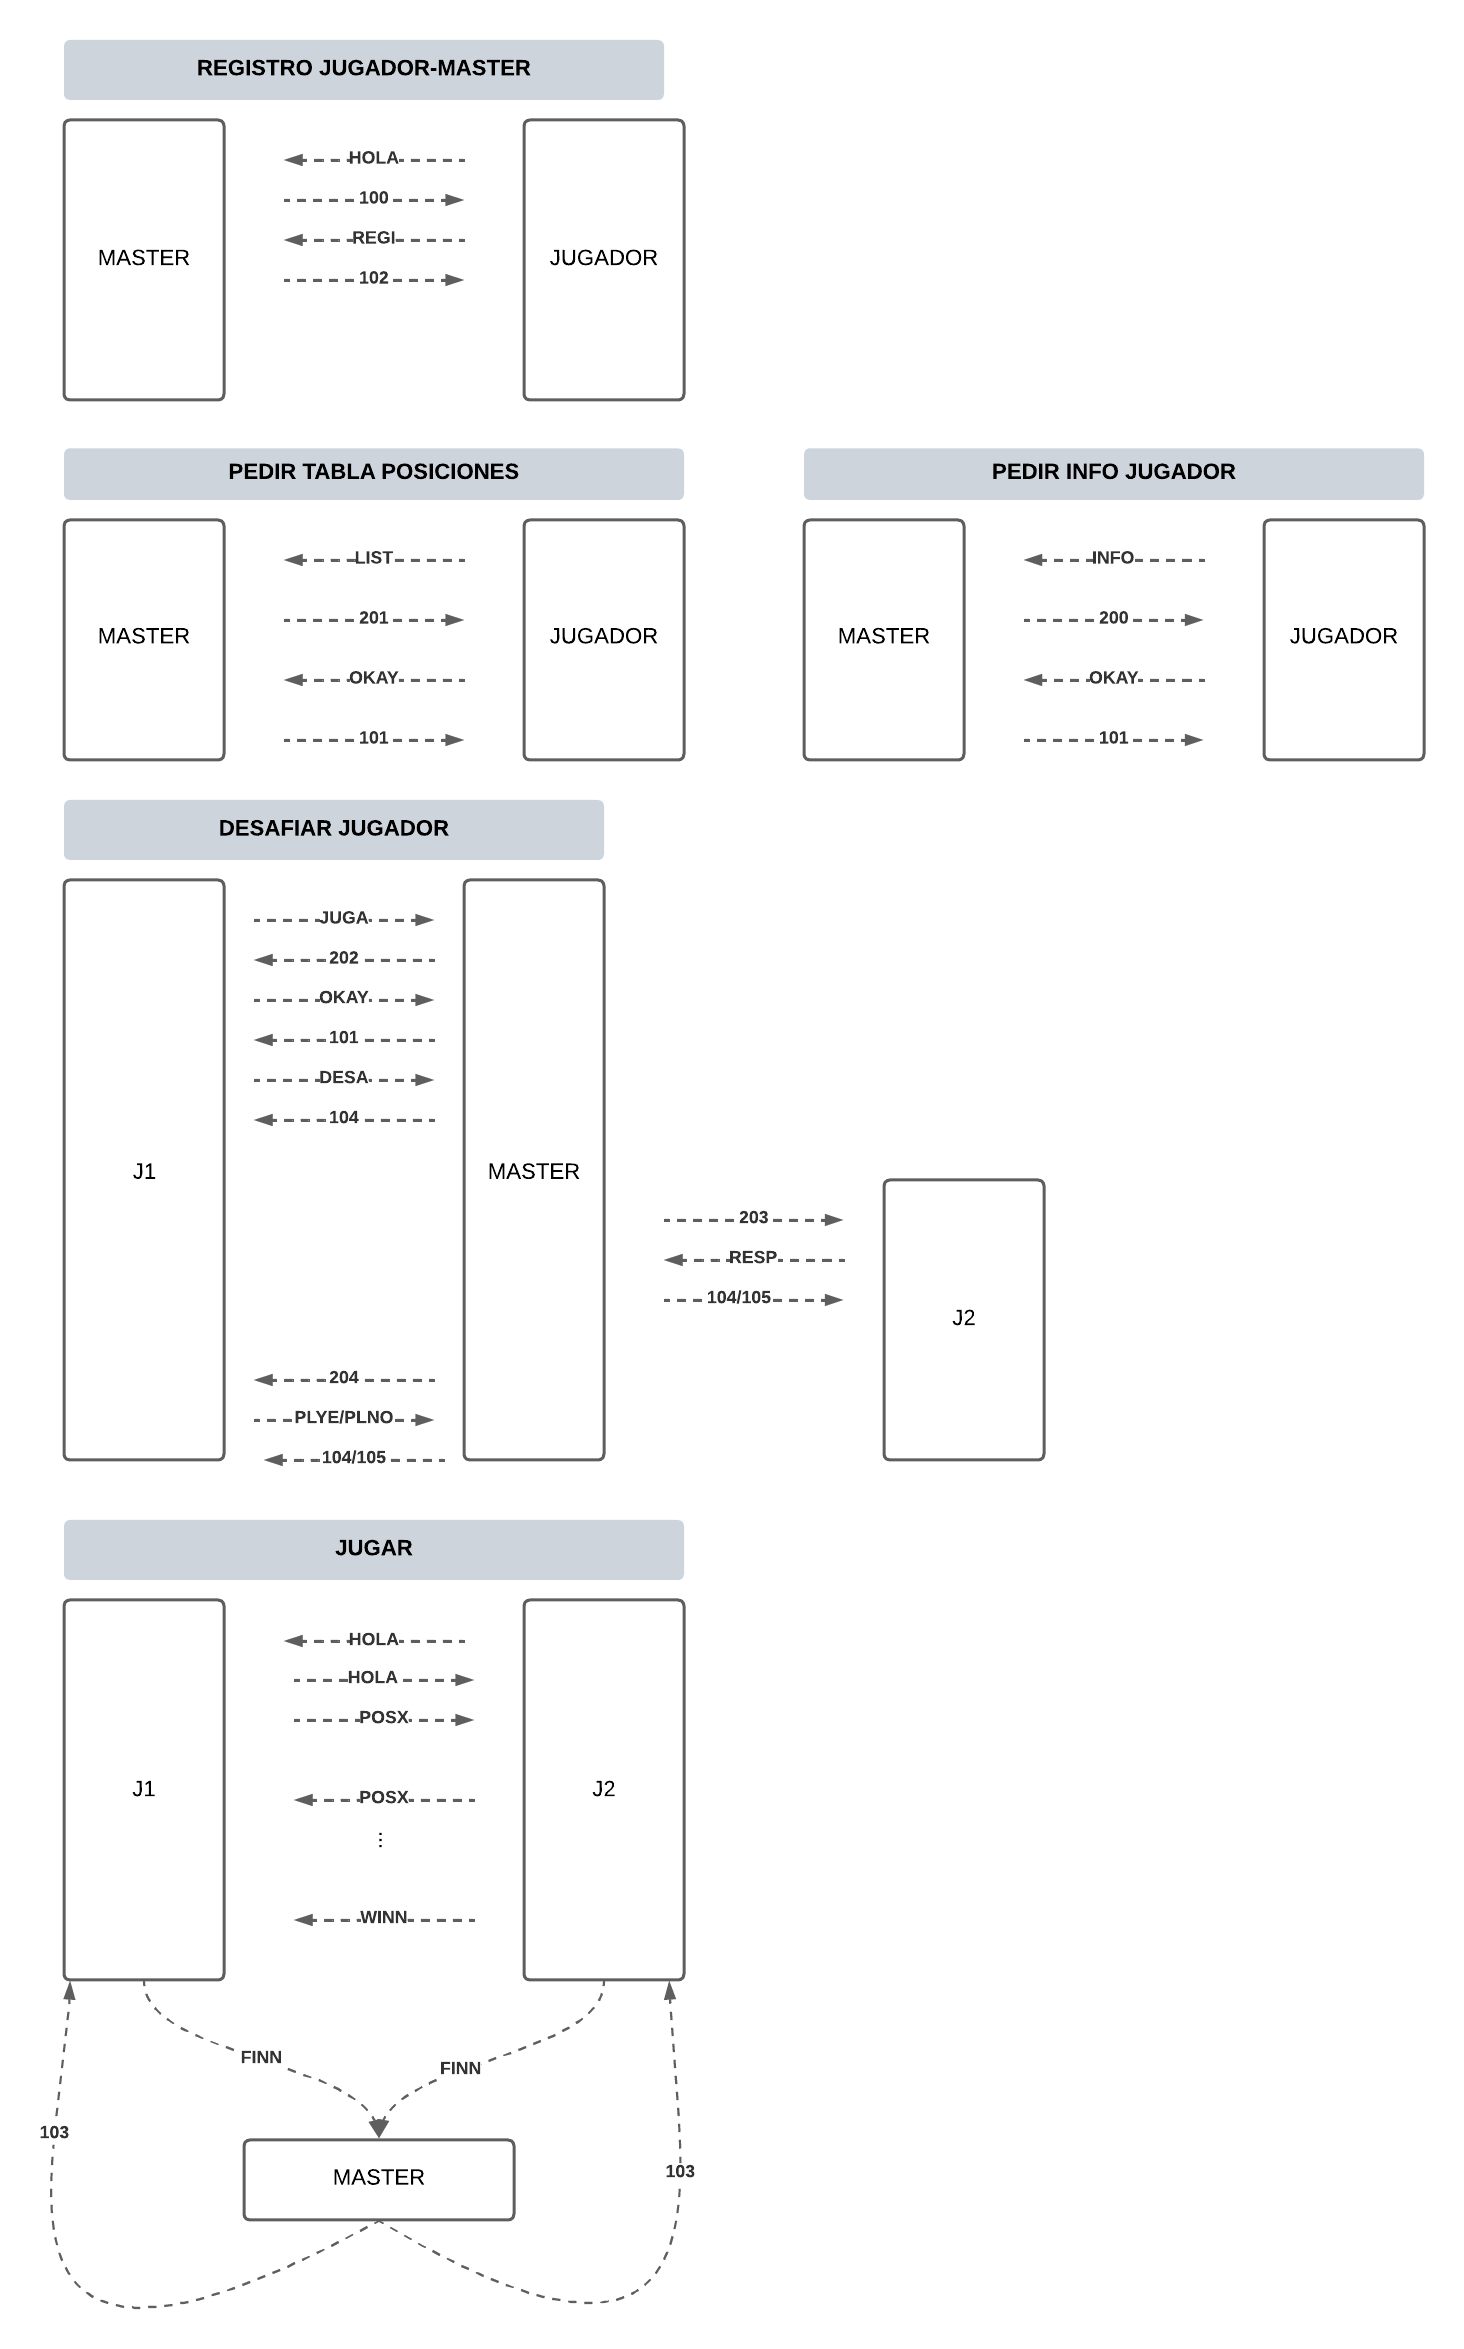 REGISTRO JUGADOR-MASTER
HOLA
100
REGI
MASTER
JUGADOR
102
PEDIR TABLA POSICIONES
PEDIR INFO JUGADOR
LIST
201
MASTER
JUGADOR
OKAY
101
INFO
200
MASTER
JUGADOR
OKAY
101
DESAFIAR JUGADOR
JUGA
202
OKAY
101
DESA
104
J1
MASTER
203
RESP
104/105
J2
204
PLYE/PLNO
104/105
JUGAR
HOLA
HOLA
POSX
J1
J2
POSX
...
WINN
FINN
FINN
103
103
MASTER